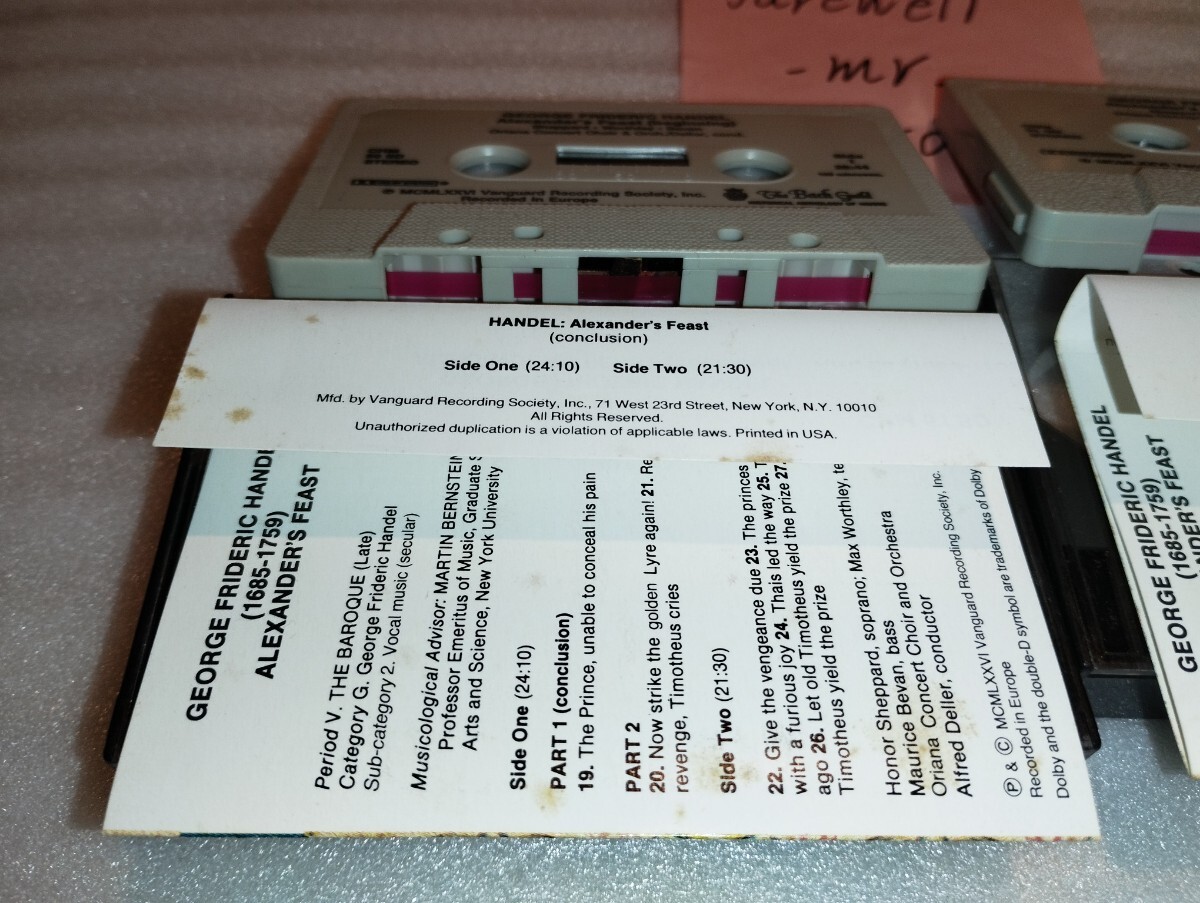 farewell
- mr
℗ MCMLXXVI Vanguard Recording Society, Inc.
Recorded in Europe
The Bach Guild
HANDEL: Alexander's Feast
(conclusion)
Side One (24:10) Side Two (21:30)
Mfd. by Vanguard Recording Society, Inc., 71 West 23rd Street, New York, N.Y. 10010
All Rights Reserved.
Unauthorized duplication is a violation of applicable laws. Printed in USA.
GEORGE FRIDERIC HANDE
(1685-1759)
ALEXANDER'S FEAST
Period V. THE BAROQUE (Late)
Category G. George Frideric Handel
Sub-category 2. Vocal music (secular)
Musicological Advisor: MARTIN BERNSTEIN
Professor Emeritus of Music, Graduate S
Arts and Science, New York University
Side One (24:10)
PART 1 (conclusion)
19. The Prince, unable to conceal his pain
PART 2
20. Now strike the golden Lyre again! 21. Re
revenge, Timotheus cries
Side Two (21:30)
22. Give the vengeance due 23. The princes
with a furious joy 24. Thais led the way 25. T
ago 26. Let old Timotheus yield the prize 27.
Timotheus yield the prize
Honor Sheppard, soprano; Max Worthley, te
Maurice Bevan, bass
Oriana Concert Choir and Orchestra
Alfred Deller, conductor
℗ & © MCMLXXVI Vanguard Recording Society, Inc.
Recorded in Europe
Dolby and the double-D symbol are trademarks of Dolby
GEORGE FRIDERIC HANDEL
(1685-1759)
ALEXANDER'S FEAST